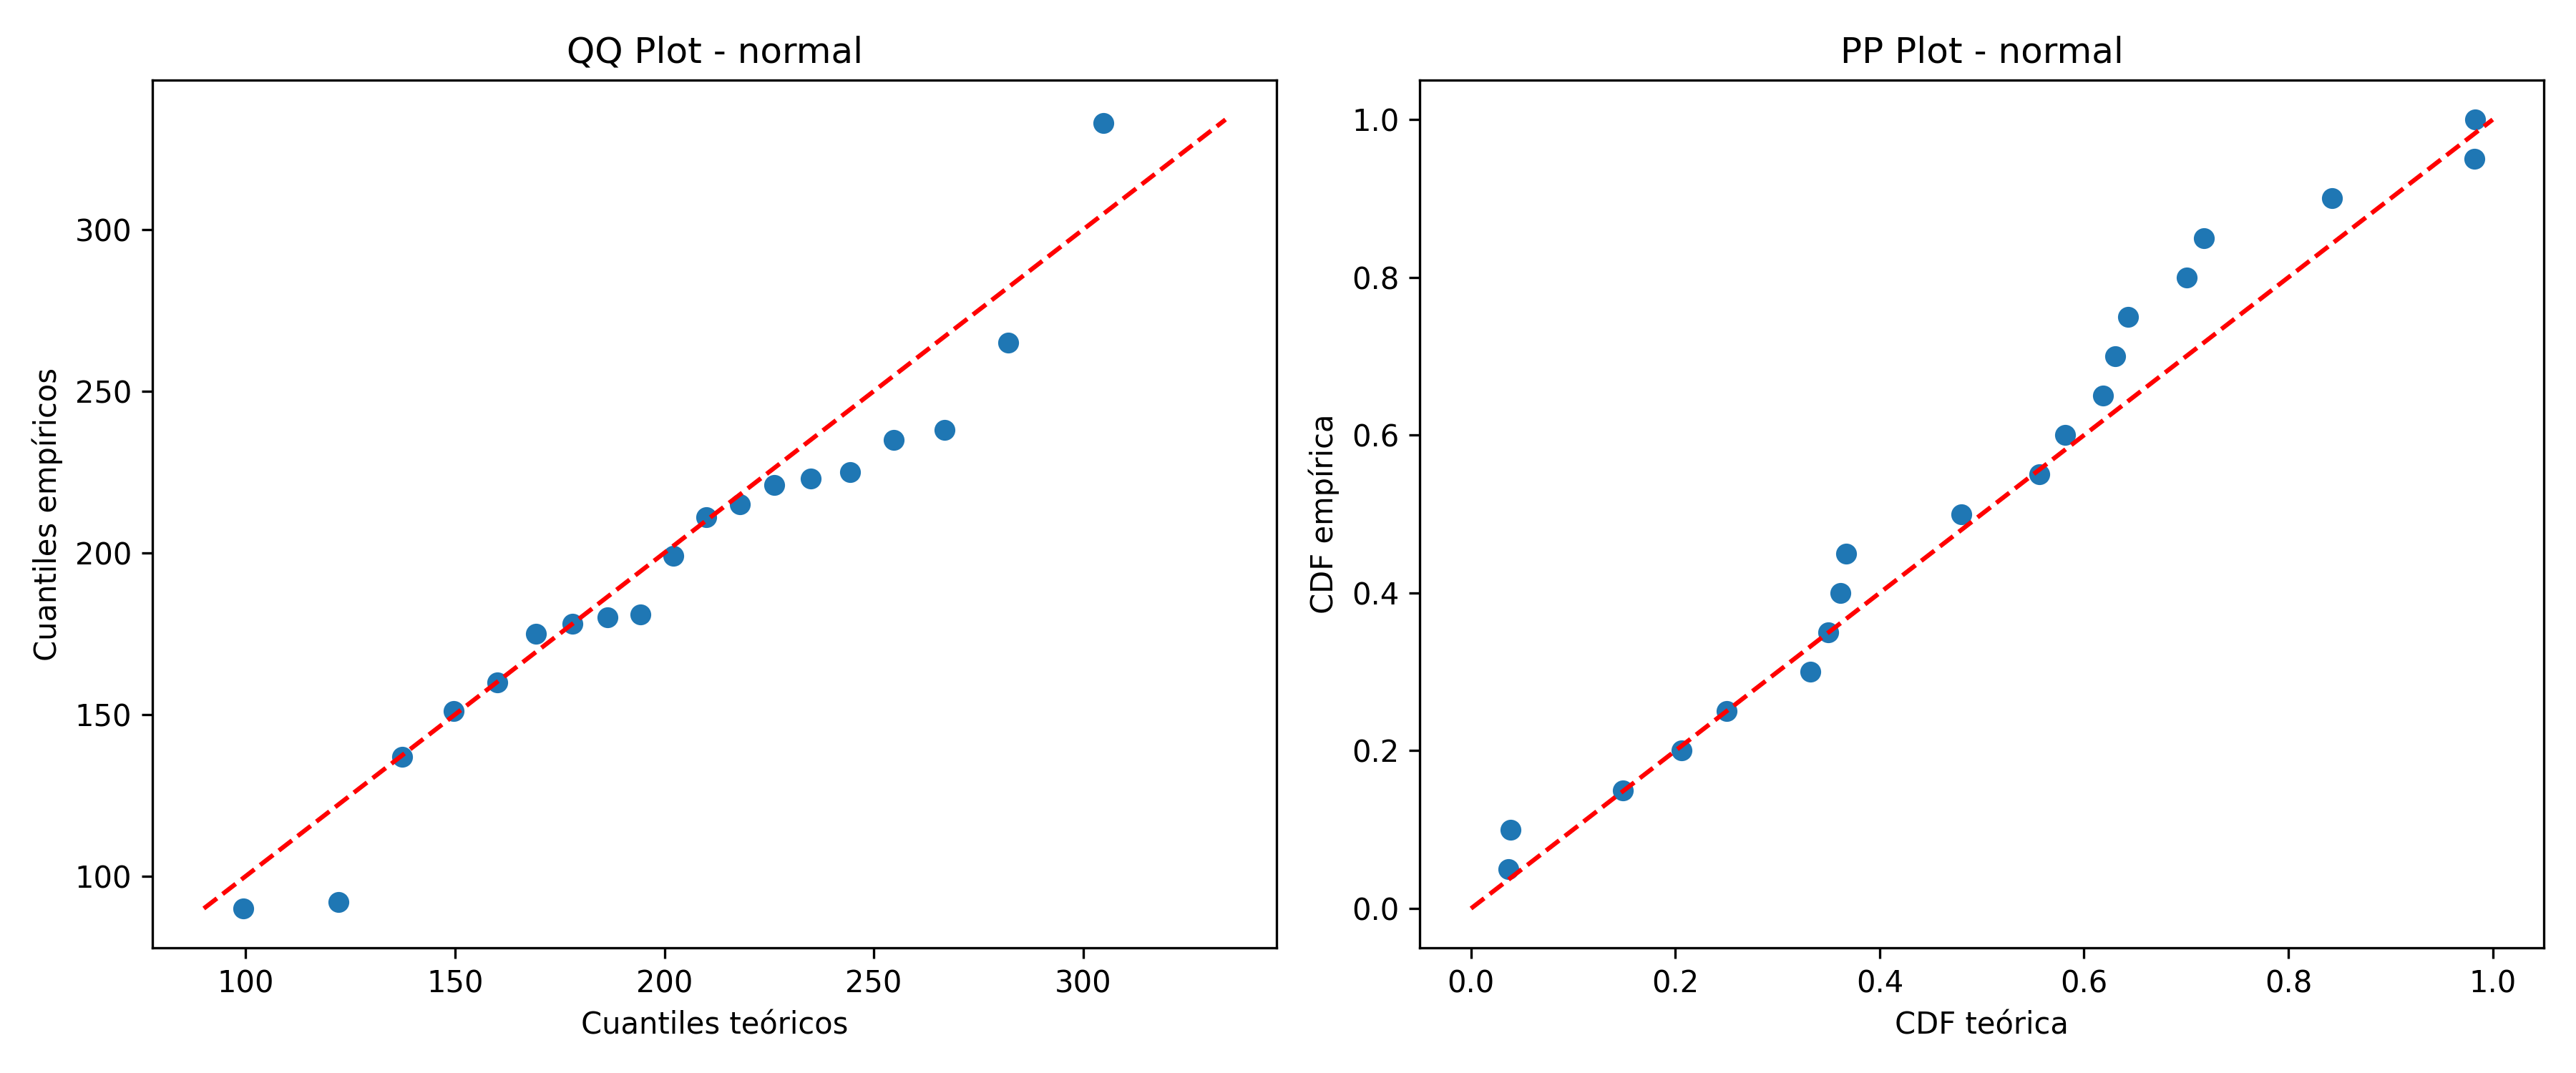 QQ Plot - normal
Cuantiles empíricos
300
250
200
150
100
100 150 200 250 300
Cuantiles teóricos
PP Plot - normal
CDF empírica
1.0
0.8
0.6
0.4
0.2
0.0
0.0 0.2 0.4 0.6 0.8 1.0
CDF teórica